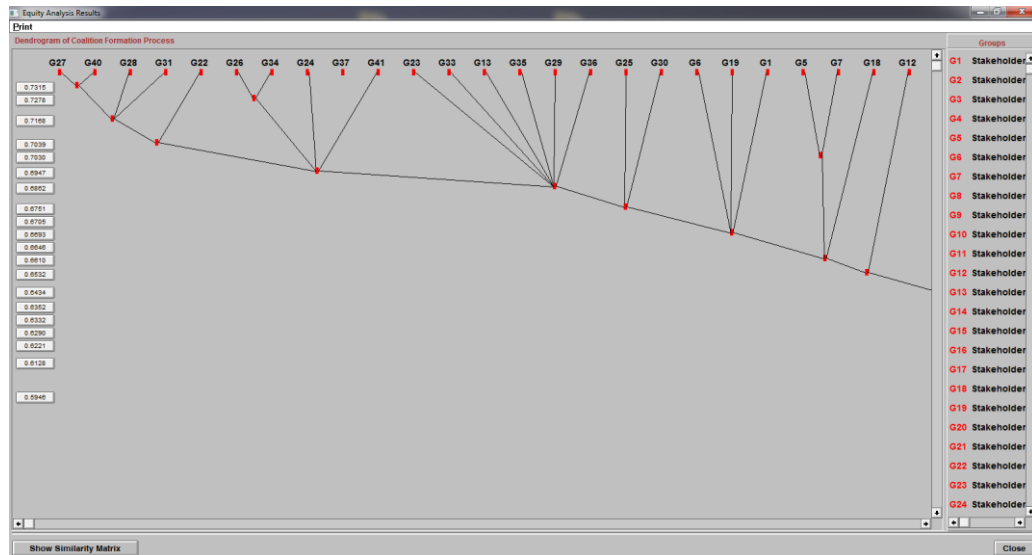 Equity Analysis Results
Print
Dendrogram of Coalition Formation Process
G27 G40 G28 G31 G22 G26 G34 G24 G37 G41 G23 G33 G13 G35 G29 G36 G25 G30 G6 G19 G1 G5 G7 G18 G12
0.7315
0.7278
0.7168
0.7039
0.7030
0.6947
0.6862
0.6751
0.6705
0.6693
0.6646
0.6610
0.6532
0.6434
0.6352
0.6332
0.6290
0.6221
0.6128
0.5946
Groups
G1 Stakeholder
G2 Stakeholder
G3 Stakeholder
G4 Stakeholder
G5 Stakeholder
G6 Stakeholder
G7 Stakeholder
G8 Stakeholder
G9 Stakeholder
G10 Stakeholder
G11 Stakeholder
G12 Stakeholder
G13 Stakeholder
G14 Stakeholder
G15 Stakeholder
G16 Stakeholder
G17 Stakeholder
G18 Stakeholder
G19 Stakeholder
G20 Stakeholder
G21 Stakeholder
G22 Stakeholder
G23 Stakeholder
G24 Stakeholder
Show Similarity Matrix
Close